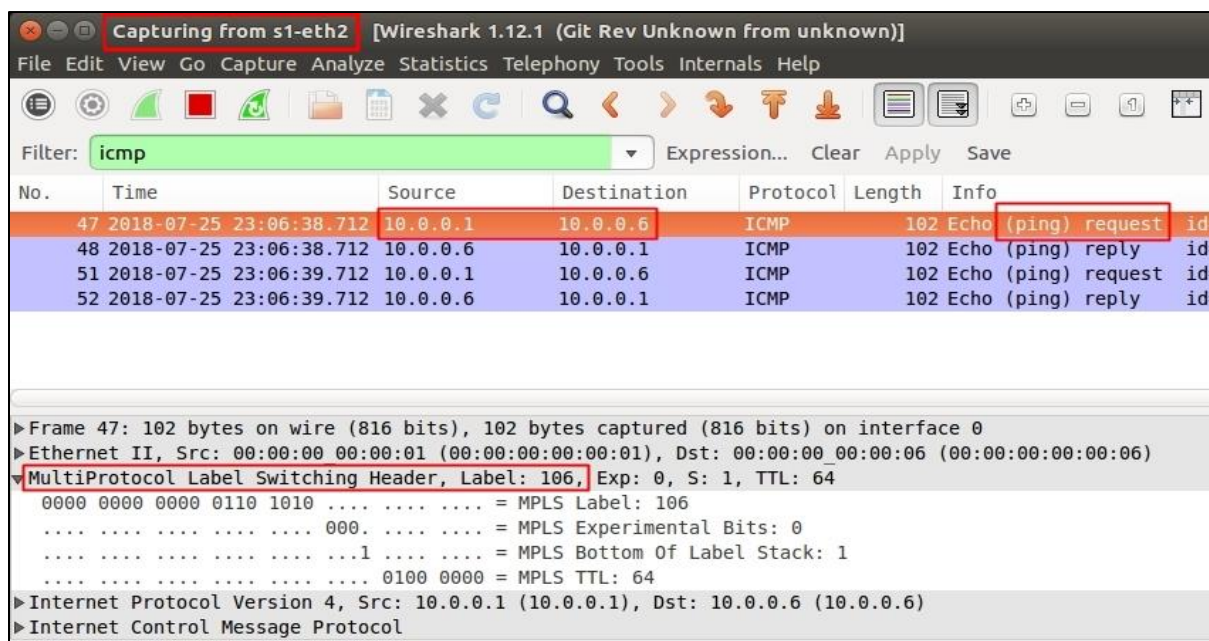 Capturing from s1-eth2 [Wireshark 1.12.1 (Git Rev Unknown from unknown)]
File Edit View Go Capture Analyze Statistics Telephony Tools Internals Help
Filter: icmp Expression... Clear Apply Save
No. Time Source Destination Protocol Length Info
47 2018-07-25 23:06:38.712 10.0.0.1 10.0.0.6 ICMP 102 Echo (ping) request id
48 2018-07-25 23:06:38.712 10.0.0.6 10.0.0.1 ICMP 102 Echo (ping) reply id
51 2018-07-25 23:06:39.712 10.0.0.1 10.0.0.6 ICMP 102 Echo (ping) request id
52 2018-07-25 23:06:39.712 10.0.0.6 10.0.0.1 ICMP 102 Echo (ping) reply id
Frame 47: 102 bytes on wire (816 bits), 102 bytes captured (816 bits) on interface 0
Ethernet II, Src: 00:00:00_00:00:01 (00:00:00:00:00:01), Dst: 00:00:00_00:00:06 (00:00:00:00:00:06)
MultiProtocol Label Switching Header, Label: 106, Exp: 0, S: 1, TTL: 64
0000 0000 0000 0110 1010 .... .... .... = MPLS Label: 106
.... .... .... .... .... 000. .... .... = MPLS Experimental Bits: 0
.... .... .... .... .... ...1 .... .... = MPLS Bottom Of Label Stack: 1
.... .... .... .... .... .... 0100 0000 = MPLS TTL: 64
Internet Protocol Version 4, Src: 10.0.0.1 (10.0.0.1), Dst: 10.0.0.6 (10.0.0.6)
Internet Control Message Protocol